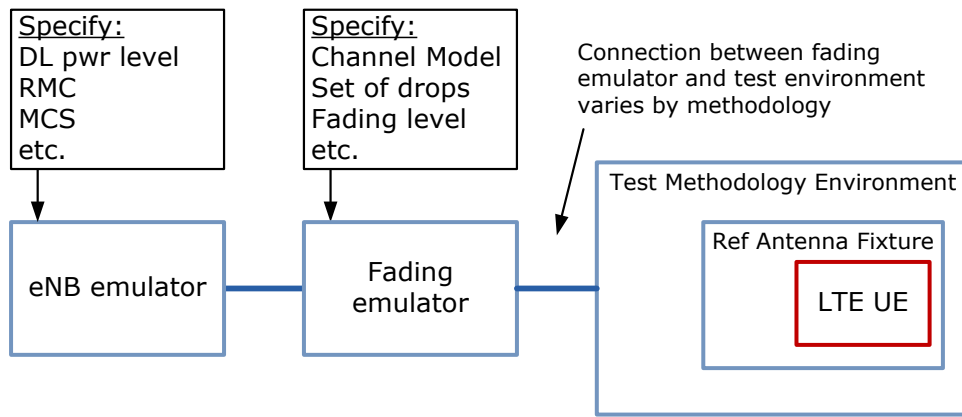 Specify:
DL pwr level
RMC
MCS
etc.
Specify:
Channel Model
Set of drops
Fading level
etc.
Connection between fading
emulator and test environment
varies by methodology
Test Methodology Environment
Ref Antenna Fixture
LTE UE
eNB emulator
Fading
emulator